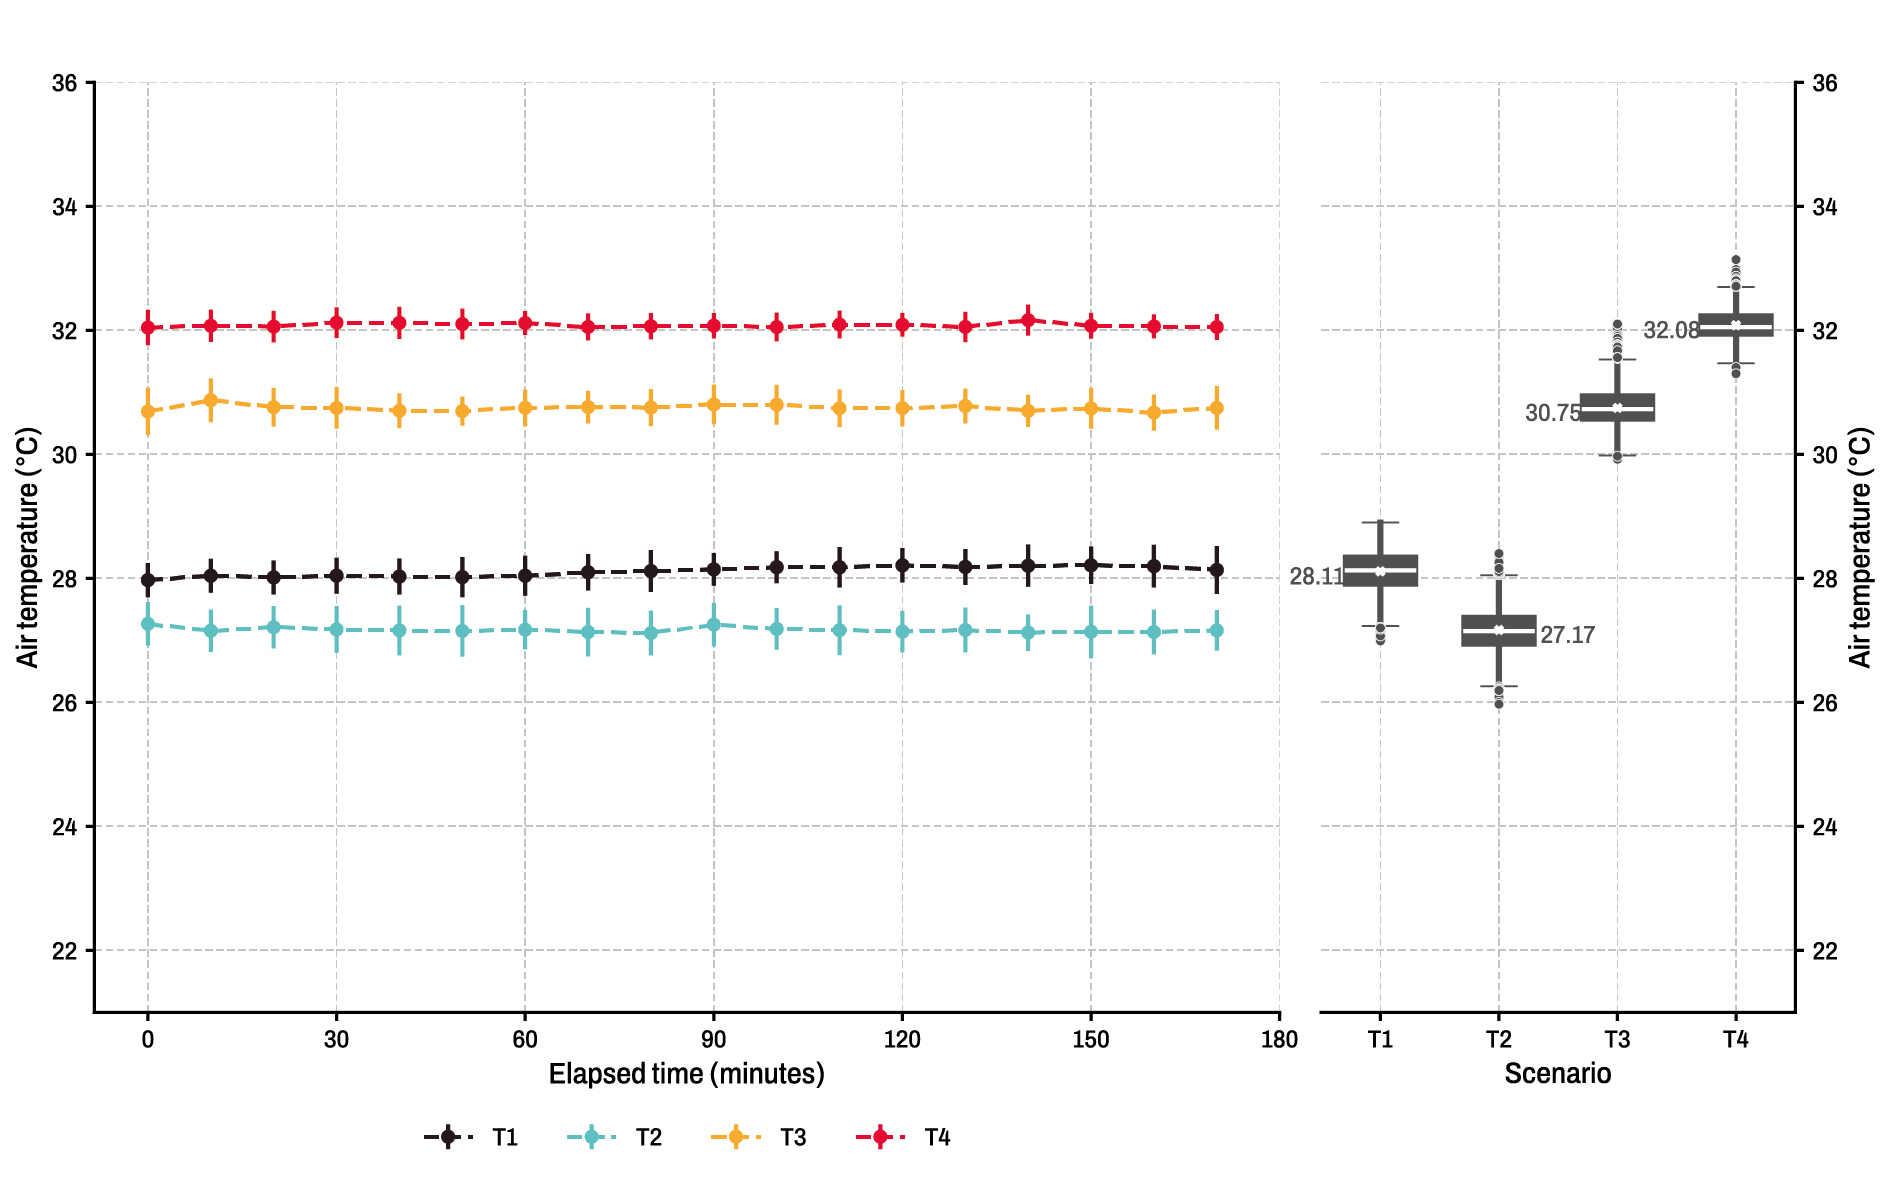 36
34
32
30
28
26
24
22
Air temperature (°C)
0 30 60 90 120 150 180
Elapsed time (minutes)
T1 T2 T3 T4
28.11
27.17
30.75
32.08
T1 T2 T3 T4
Scenario
36
34
32
30
28
26
24
22
Air temperature (°C)